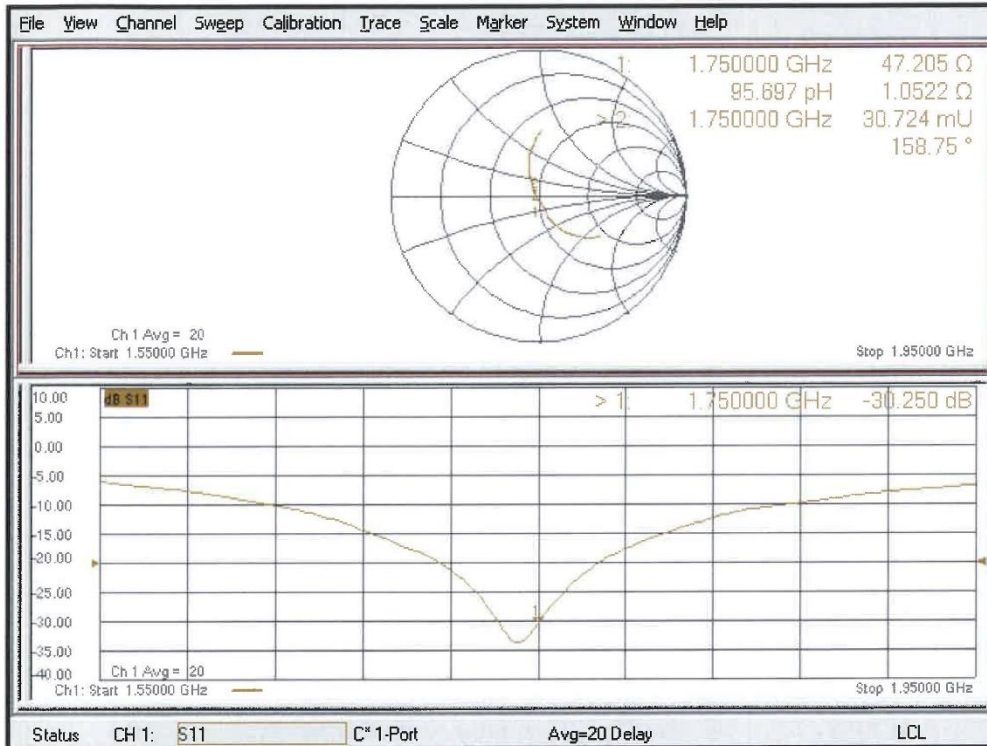 File View Channel Sweep Calibration Trace Scale Marker System Window Help
1: 1.750000 GHz 47.205 Ω
95.697 pH 1.0522 Ω
> 2: 1.750000 GHz 30.724 mU
158.75 °
Ch 1 Avg = 20
Ch1: Start 1.55000 GHz
Stop 1.95000 GHz
10.00 dB S11 > 1: 1.750000 GHz -30.250 dB
5.00
0.00
-5.00
-10.00
-15.00
-20.00
-25.00
-30.00 1
-35.00
-40.00
Ch 1 Avg = 20
Ch1: Start 1.55000 GHz
Stop 1.95000 GHz
Status CH 1: S11 C* 1-Port Avg=20 Delay LCL